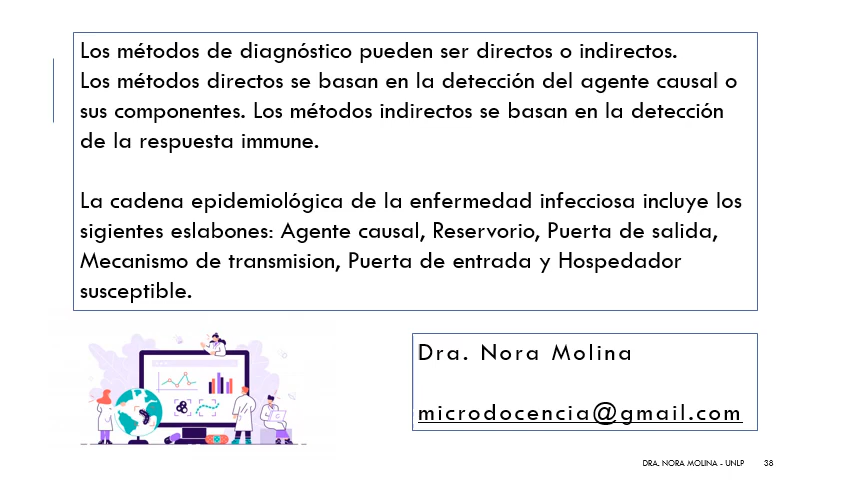 Los métodos de diagnóstico pueden ser directos o indirectos.
Los métodos directos se basan en la detección del agente causal o
sus componentes. Los métodos indirectos se basan en la detección
de la respuesta immune.
La cadena epidemiológica de la enfermedad infecciosa incluye los
sigientes eslabones: Agente causal, Reservorio, Puerta de salida,
Mecanismo de transmision, Puerta de entrada y Hospedador
susceptible.
Dra. Nora Molina
microdocencia@gmail.com
DRA. NORA MOLINA - UNLP 38